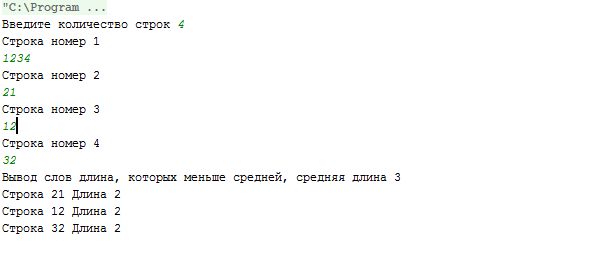 "C:\Program ...
Введите количество строк 4
Строка номер 1
1234
Строка номер 2
21
Строка номер 3
12
Строка номер 4
32
Вывод слов длина, которых меньше средней, средняя длина 3
Строка 21 Длина 2
Строка 12 Длина 2
Строка 32 Длина 2